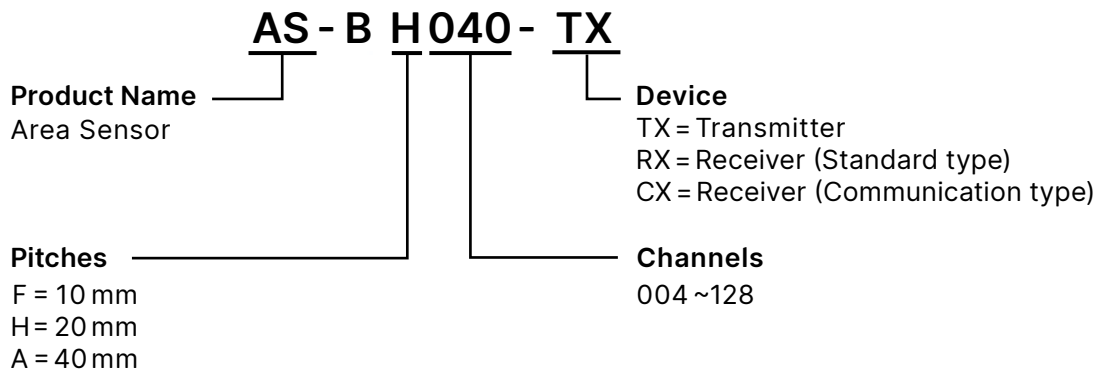 AS-B H040-TX
Product Name
Area Sensor
Device
TX = Transmitter
RX = Receiver (Standard type)
CX = Receiver (Communication type)
Pitches
F = 10 mm
H = 20 mm
A = 40 mm
Channels
004 ~128